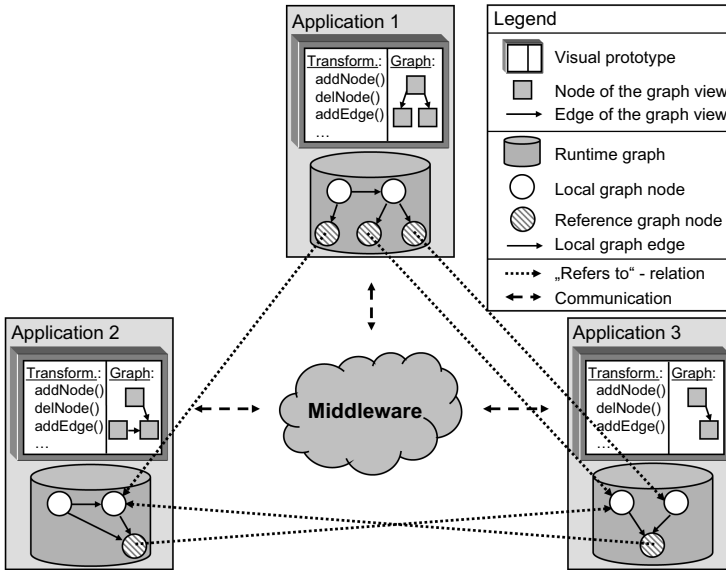 Application 1
Transform.: Graph:
addNode()
delNode()
addEdge()
…
Legend
Visual prototype
Node of the graph view
Edge of the graph view
Runtime graph
Local graph node
Reference graph node
Local graph edge
„Refers to“ - relation
Communication
Application 2
Transform.: Graph:
addNode()
delNode()
addEdge()
…
Middleware
Application 3
Transform.: Graph:
addNode()
delNode()
addEdge()
…